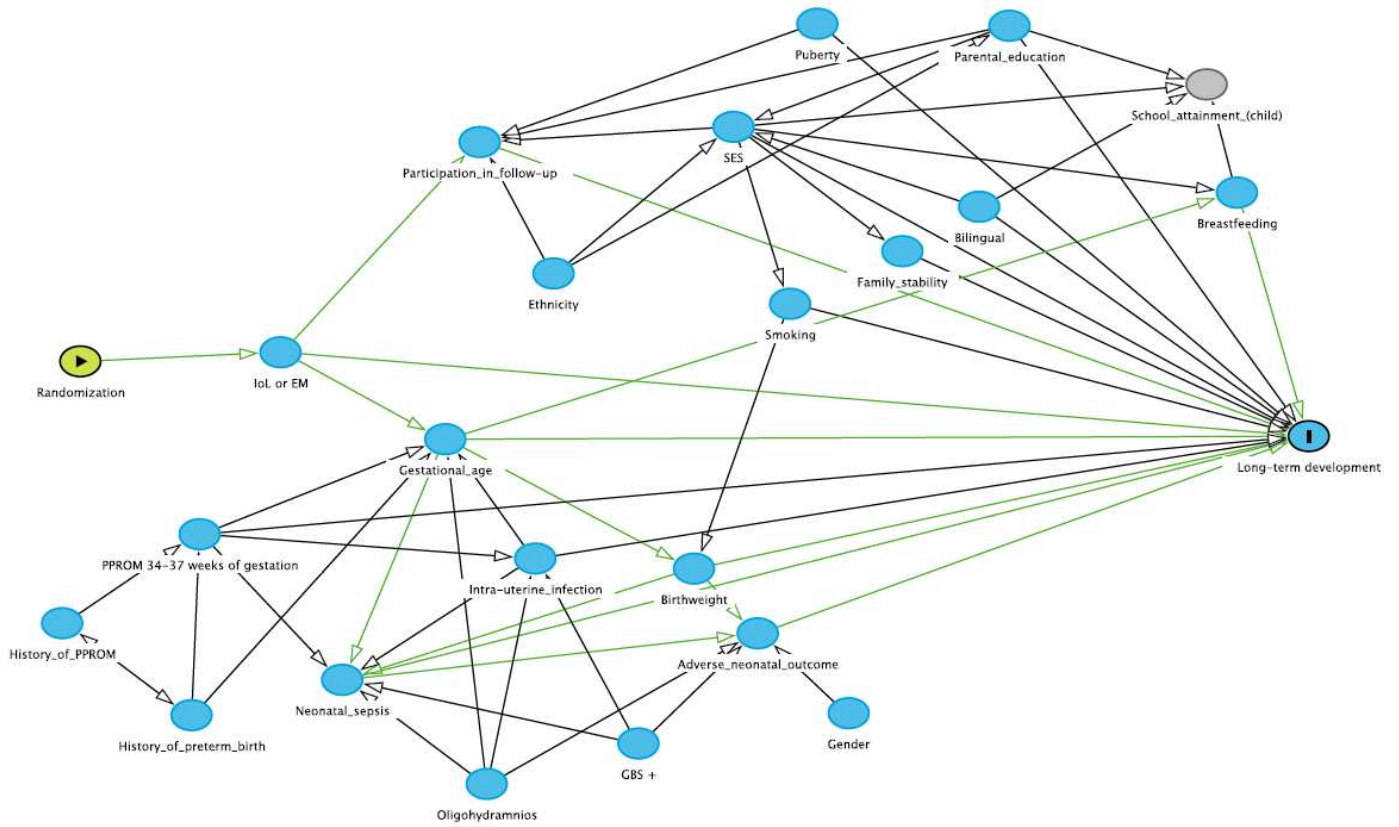 Puberty
Parental_education
School_attainment_(child)
SES
Participation_in_follow-up
Breastfeeding
Bilingual
Family_stability
Ethnicity
Smoking
Randomization
IoL or EM
Gestational_age
Long-term development
PPROM 34-37 weeks of gestation
Intra-uterine_infection
Birthweight
History_of_PPROM
Adverse_neonatal_outcome
Neonatal_sepsis
History_of_preterm_birth
Gender
GBS +
Oligohydramnios